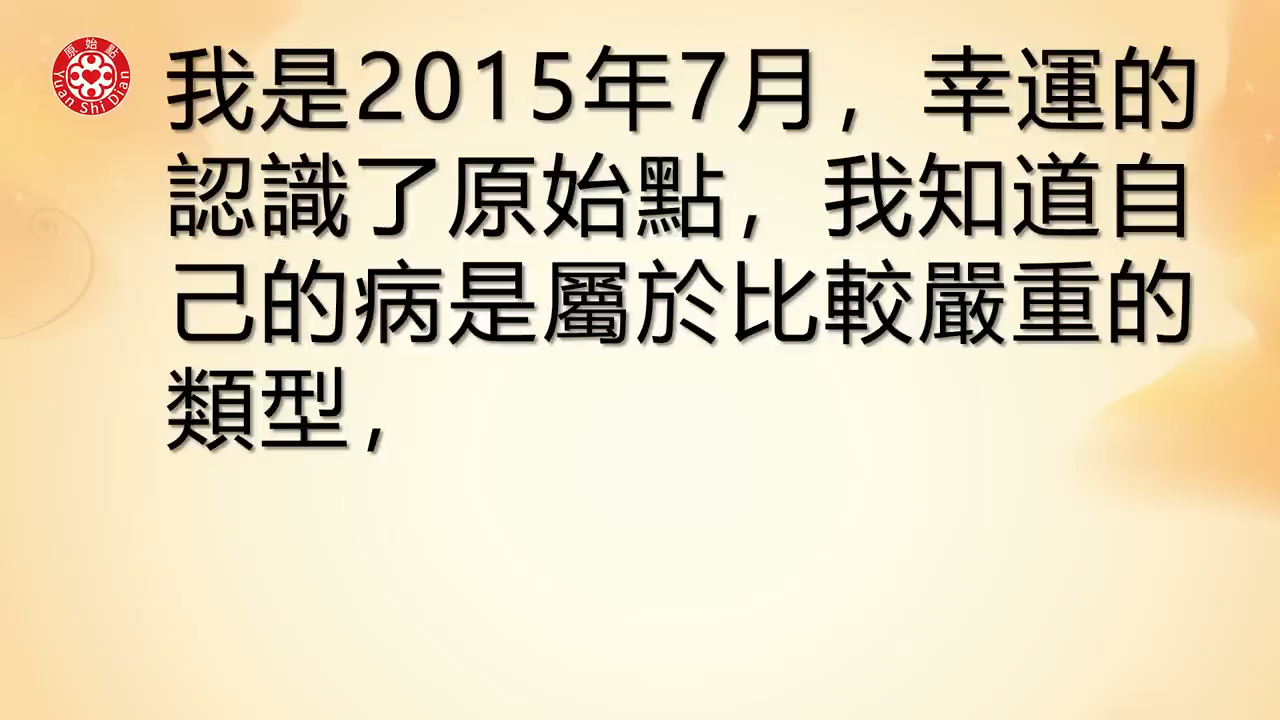 原始點
Yuan Shi Dian
我是2015年7月，幸運的
認識了原始點，我知道自
己的病是屬於比較嚴重的
類型，